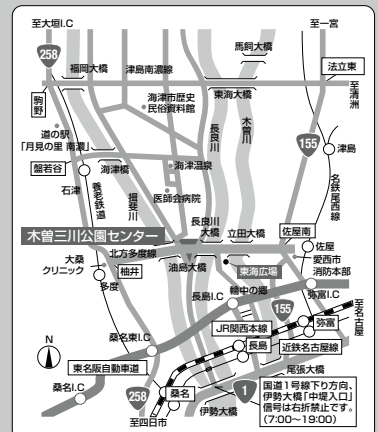 至大垣I.C
至一宮
258
馬飼大橋
福岡大橋
津島南濃線
法立東
駒野
海津市歴史
民俗資料館
東海大橋
至清洲
道の駅
「月見の里 南濃」
長良川
木曽川
155
津島
盤若谷
海津橋
海津温泉
石津
養老鉄道
揖斐川
医師会病院
名鉄尾西線
長良川
大橋
立田大橋
佐屋南
木曽三川公園センター
北方多度線
佐屋
大桑
クリニック
柚井
油島大橋
東海広場
愛西市
消防本部
多度
輪中の郷
長島I.C
弥富I.C
155
至名古屋
桑名東I.C
JR関西本線
弥富
N
長島
近鉄名古屋線
東名阪自動車道
尾張大橋
桑名
1
桑名I.C
258
伊勢大橋
至四日市
国道1号線下り方向、
伊勢大橋「中堤入口」
信号は右折禁止です。
(7:00〜19:00)